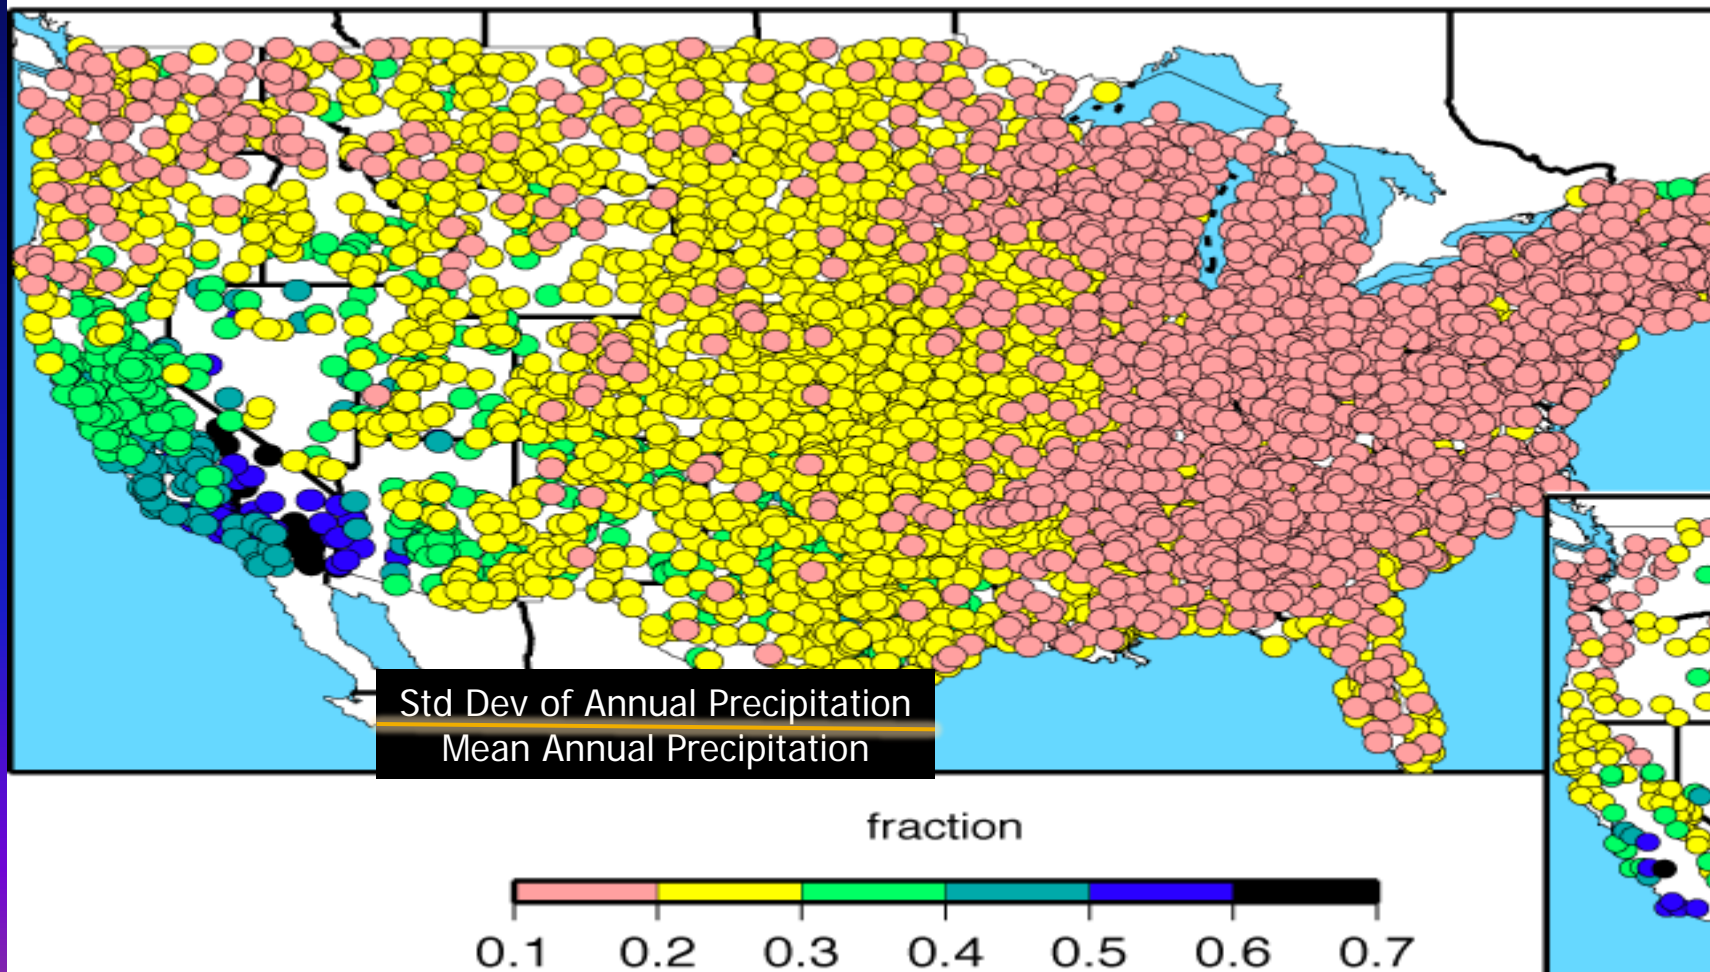 Std Dev of Annual Precipitation
Mean Annual Precipitation
fraction
0.1 0.2 0.3 0.4 0.5 0.6 0.7